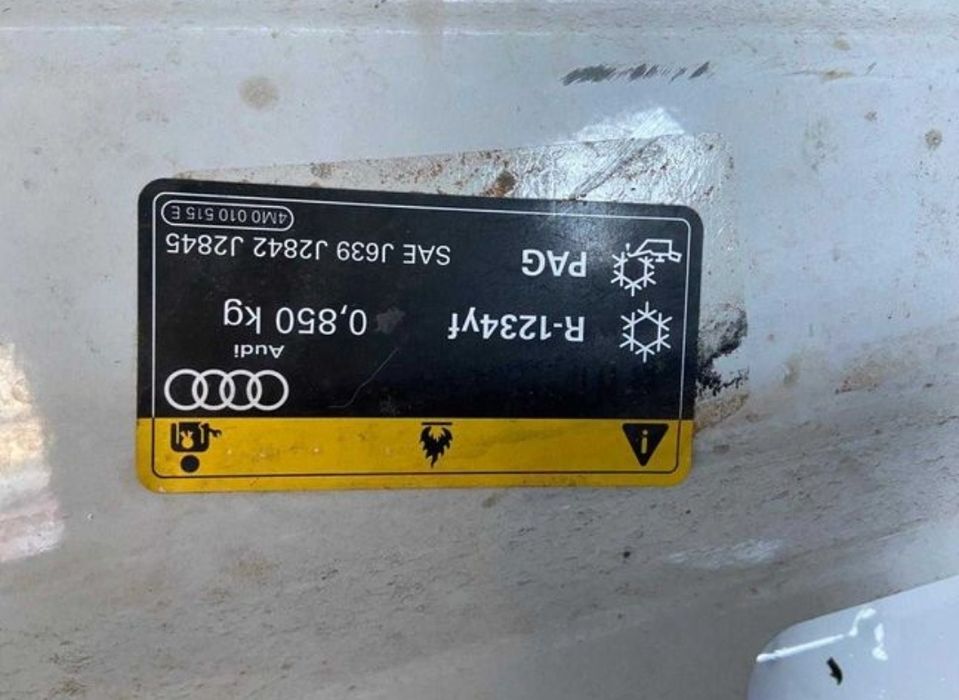 Audi
R-1234yf 0,850 kg
PAG SAE J639 J2842 J2845
4M0 010 515 E